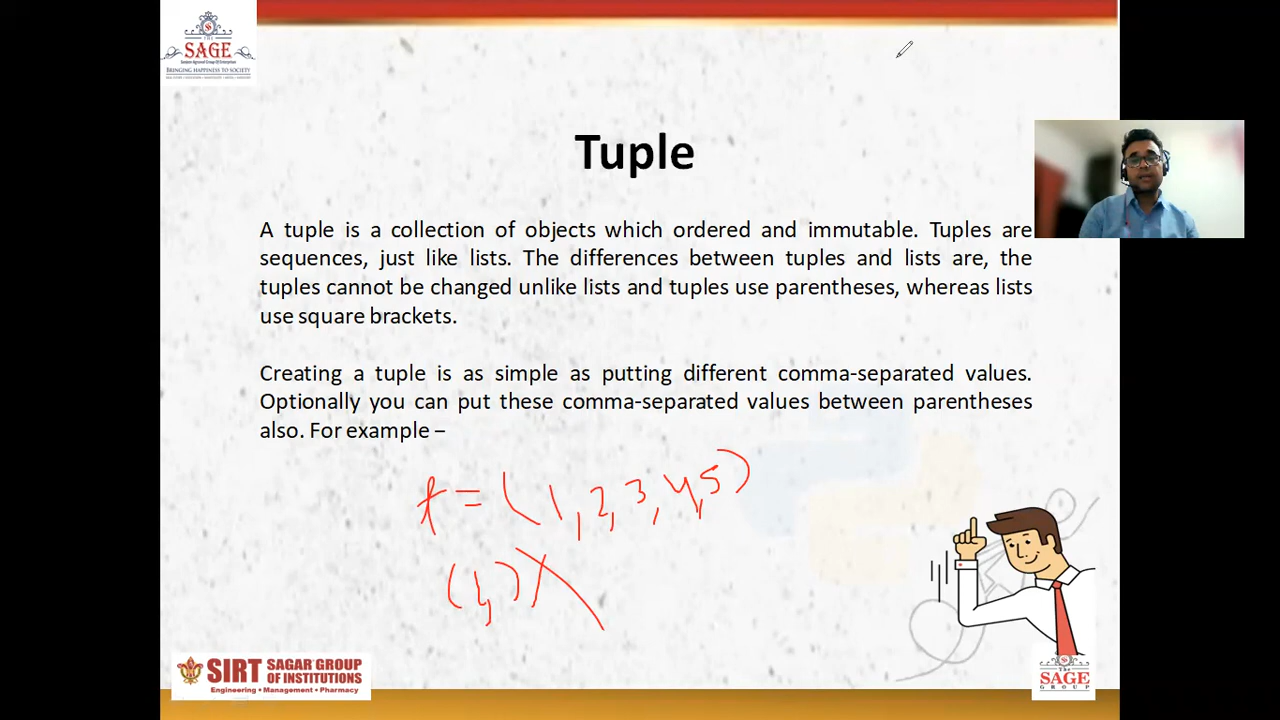 THE
SAGE
BRINGING HAPPINESS TO SOCIETY
Tuple
A tuple is a collection of objects which ordered and immutable. Tuples are
sequences, just like lists. The differences between tuples and lists are, the
tuples cannot be changed unlike lists and tuples use parentheses, whereas lists
use square brackets.
Creating a tuple is as simple as putting different comma-separated values.
Optionally you can put these comma-separated values between parentheses
also. For example –
t = (1,2,3,4,5)
(1,) X
SIRT SAGAR GROUP
OF INSTITUTIONS
Engineering • Management • Pharmacy
The
SAGE
GROUP